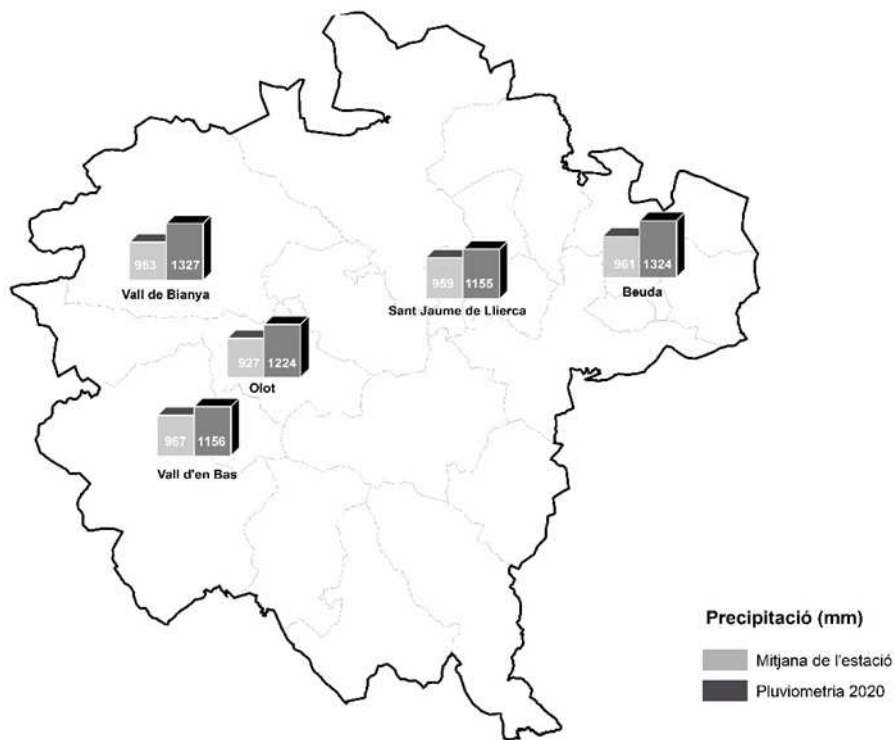 953 1327
Vall de Bianya
959 1155
Sant Jaume de Llierca
961 1324
Beuda
927 1224
Olot
967 1156
Vall d'en Bas
Precipitació (mm)
Mitjana de l'estació
Pluviometria 2020